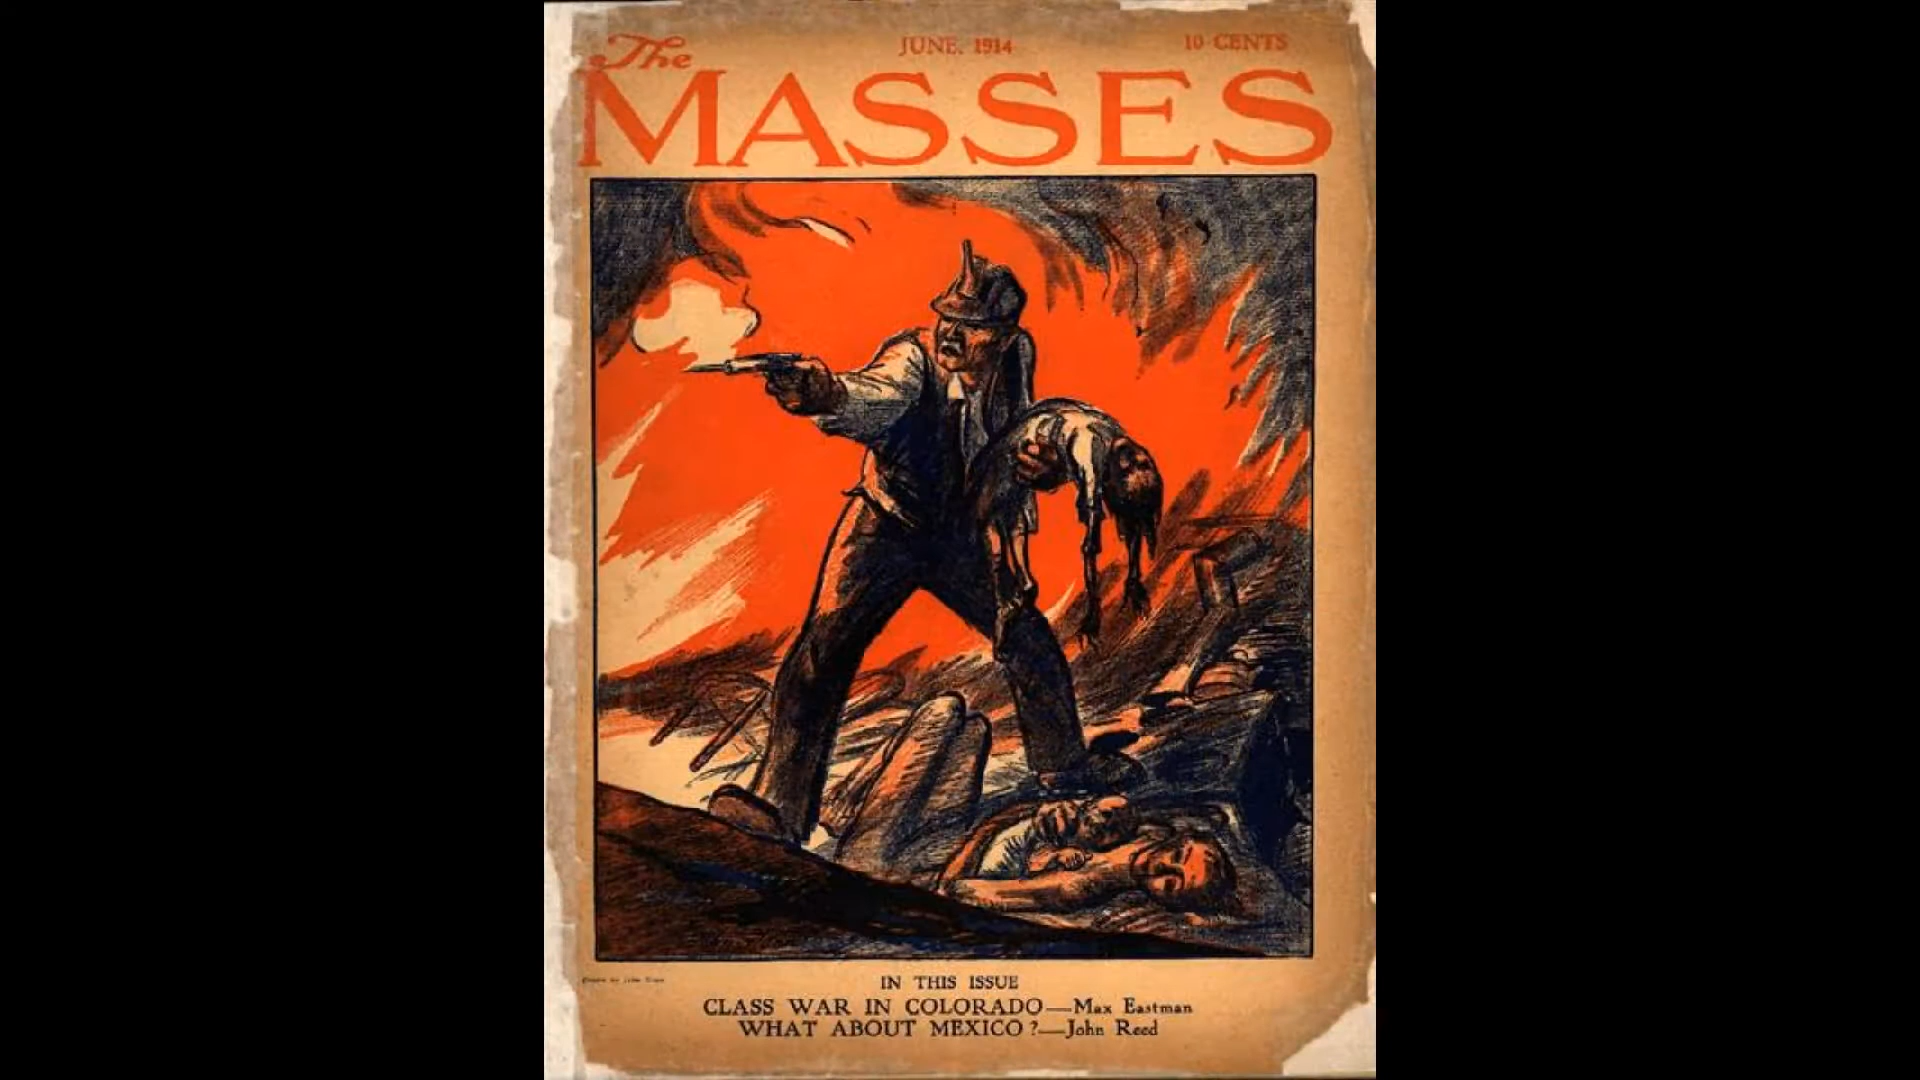 The
JUNE, 1914
10 CENTS
MASSES
IN THIS ISSUE
CLASS WAR IN COLORADO—Max Eastman
WHAT ABOUT MEXICO?—John Reed